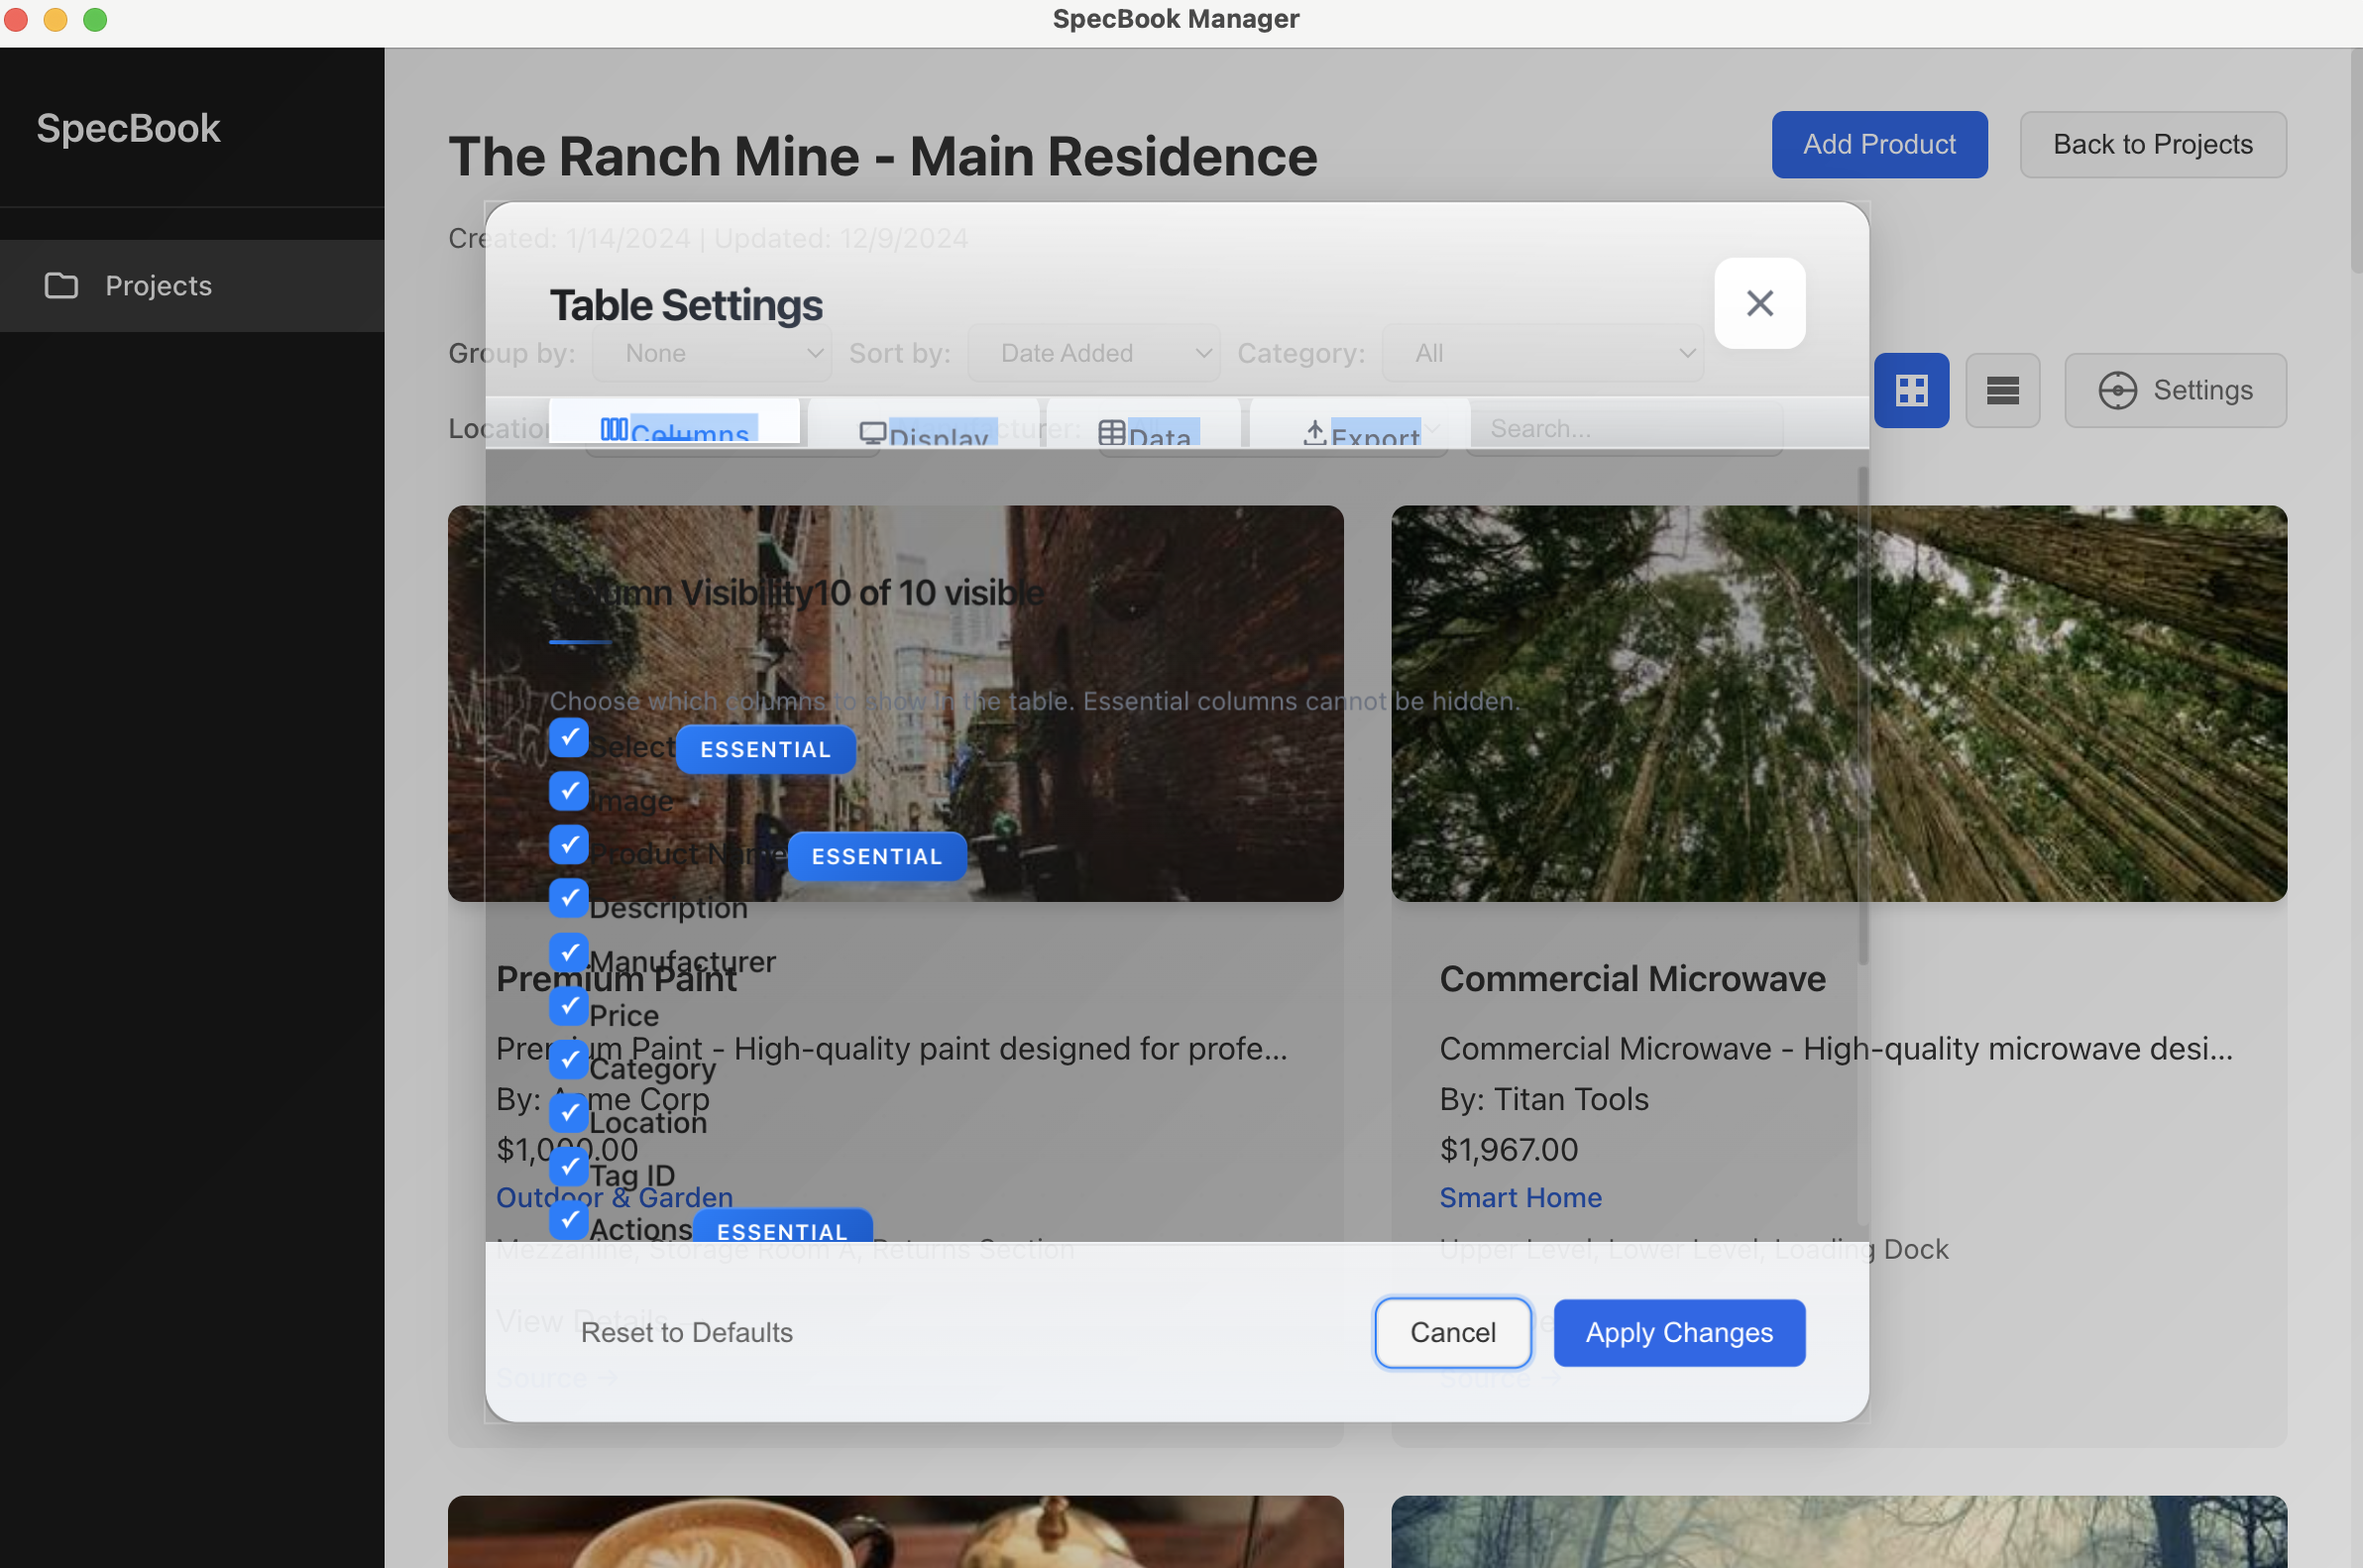 SpecBook Manager
SpecBook
Projects
The Ranch Mine - Main Residence
Add Product
Back to Projects
Created: 1/14/2024 | Updated: 12/9/2024
Table Settings
Group by:
None
Sort by:
Date Added
Category:
All
Settings
Columns
Display
Data
Export
Search...
Column Visibility10 of 10 visible
Choose which columns to show in the table. Essential columns cannot be hidden.
Select
ESSENTIAL
Image
Product Name
ESSENTIAL
Description
Manufacturer
Price
Category
Location
Tag ID
Actions
ESSENTIAL
Premium Paint
Premium Paint - High-quality paint designed for profe...
By: Acme Corp
$1,000.00
Outdoor & Garden
Mezzanine, Storage Room A, Returns Section
View Details
Source →
Commercial Microwave
Commercial Microwave - High-quality microwave desi...
By: Titan Tools
$1,967.00
Smart Home
Upper Level, Lower Level, Loading Dock
Source →
Reset to Defaults
Cancel
Apply Changes